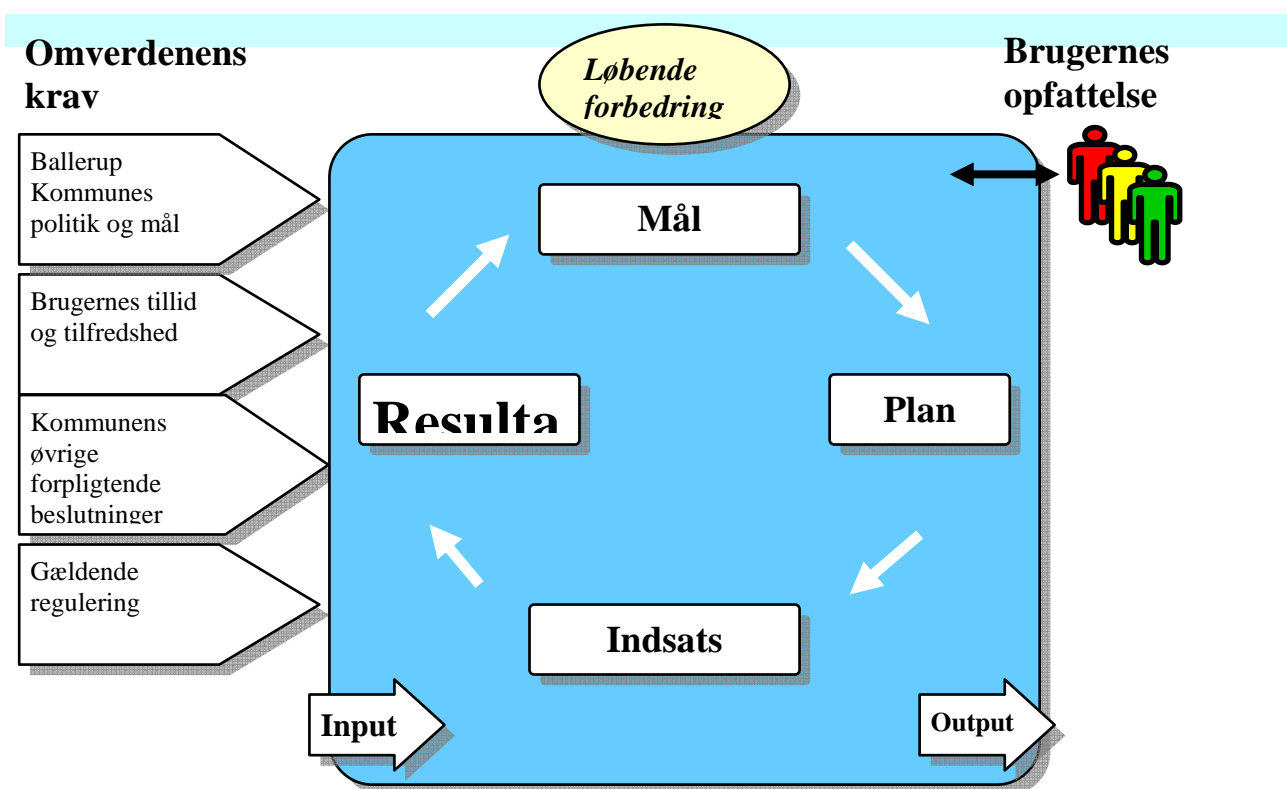 Omverdenens
krav
Løbende
forbedring
Brugernes
opfattelse
Ballerup
Kommunes
politik og mål
Brugernes tillid
og tilfredshed
Kommunens
øvrige
forpligtende
beslutninger
Gældende
regulering
Mål
Resulta
Plan
Indsats
Input
Output